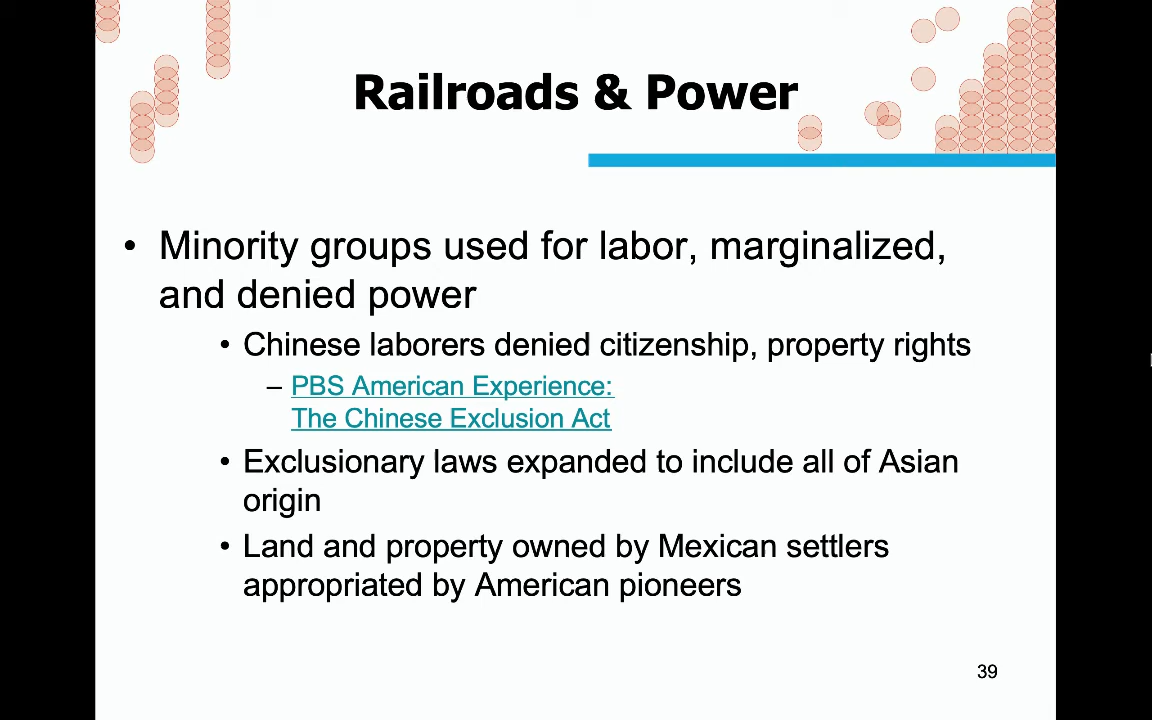 Railroads & Power
• Minority groups used for labor, marginalized,
and denied power
• Chinese laborers denied citizenship, property rights
– PBS American Experience:
The Chinese Exclusion Act
• Exclusionary laws expanded to include all of Asian
origin
• Land and property owned by Mexican settlers
appropriated by American pioneers
39